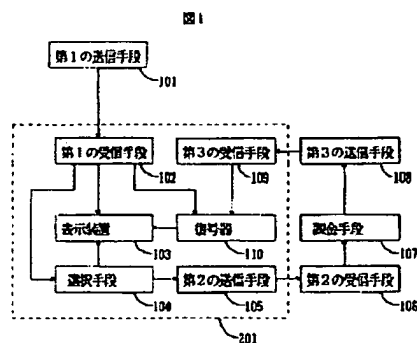 図1
第1の送信手段
101
第1の受信手段
102
第3の受信手段
109
第3の送信手段
108
表示装置
103
復号器
110
課金手段
107
選択手段
104
第2の送信手段
105
第2の受信手段
106
201